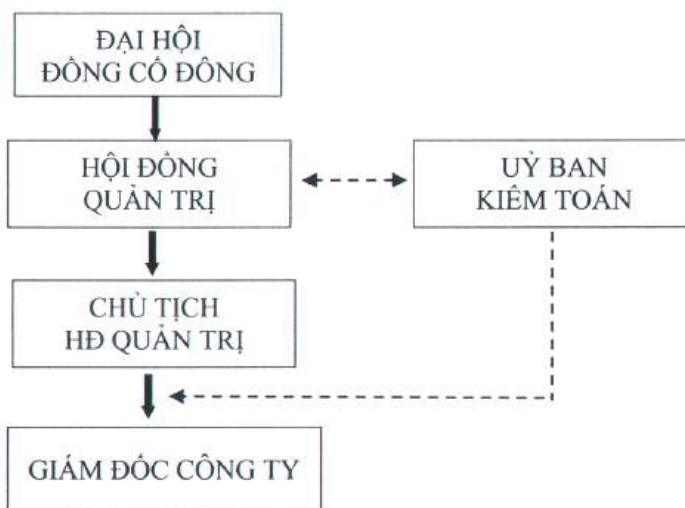 ĐẠI HỘI
ĐỒNG CỔ ĐÔNG
HỘI ĐỒNG
QUẢN TRỊ
UỶ BAN
KIỂM TOÁN
CHỦ TỊCH
HĐ QUẢN TRỊ
GIÁM ĐỐC CÔNG TY